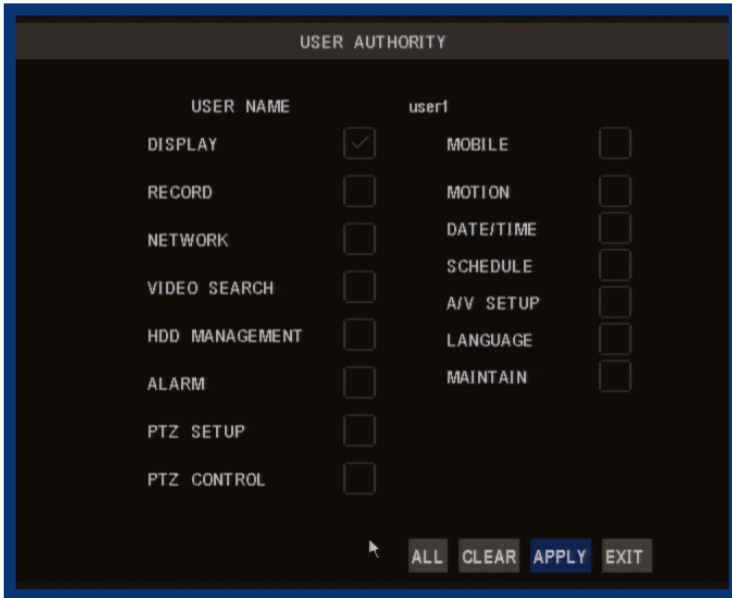 USER AUTHORITY
USER NAME user1
DISPLAY
RECORD
NETWORK
VIDEO SEARCH
HDD MANAGEMENT
ALARM
PTZ SETUP
PTZ CONTROL
MOBILE
MOTION
DATE/TIME
SCHEDULE
A/V SETUP
LANGUAGE
MAINTAIN
ALL CLEAR APPLY EXIT